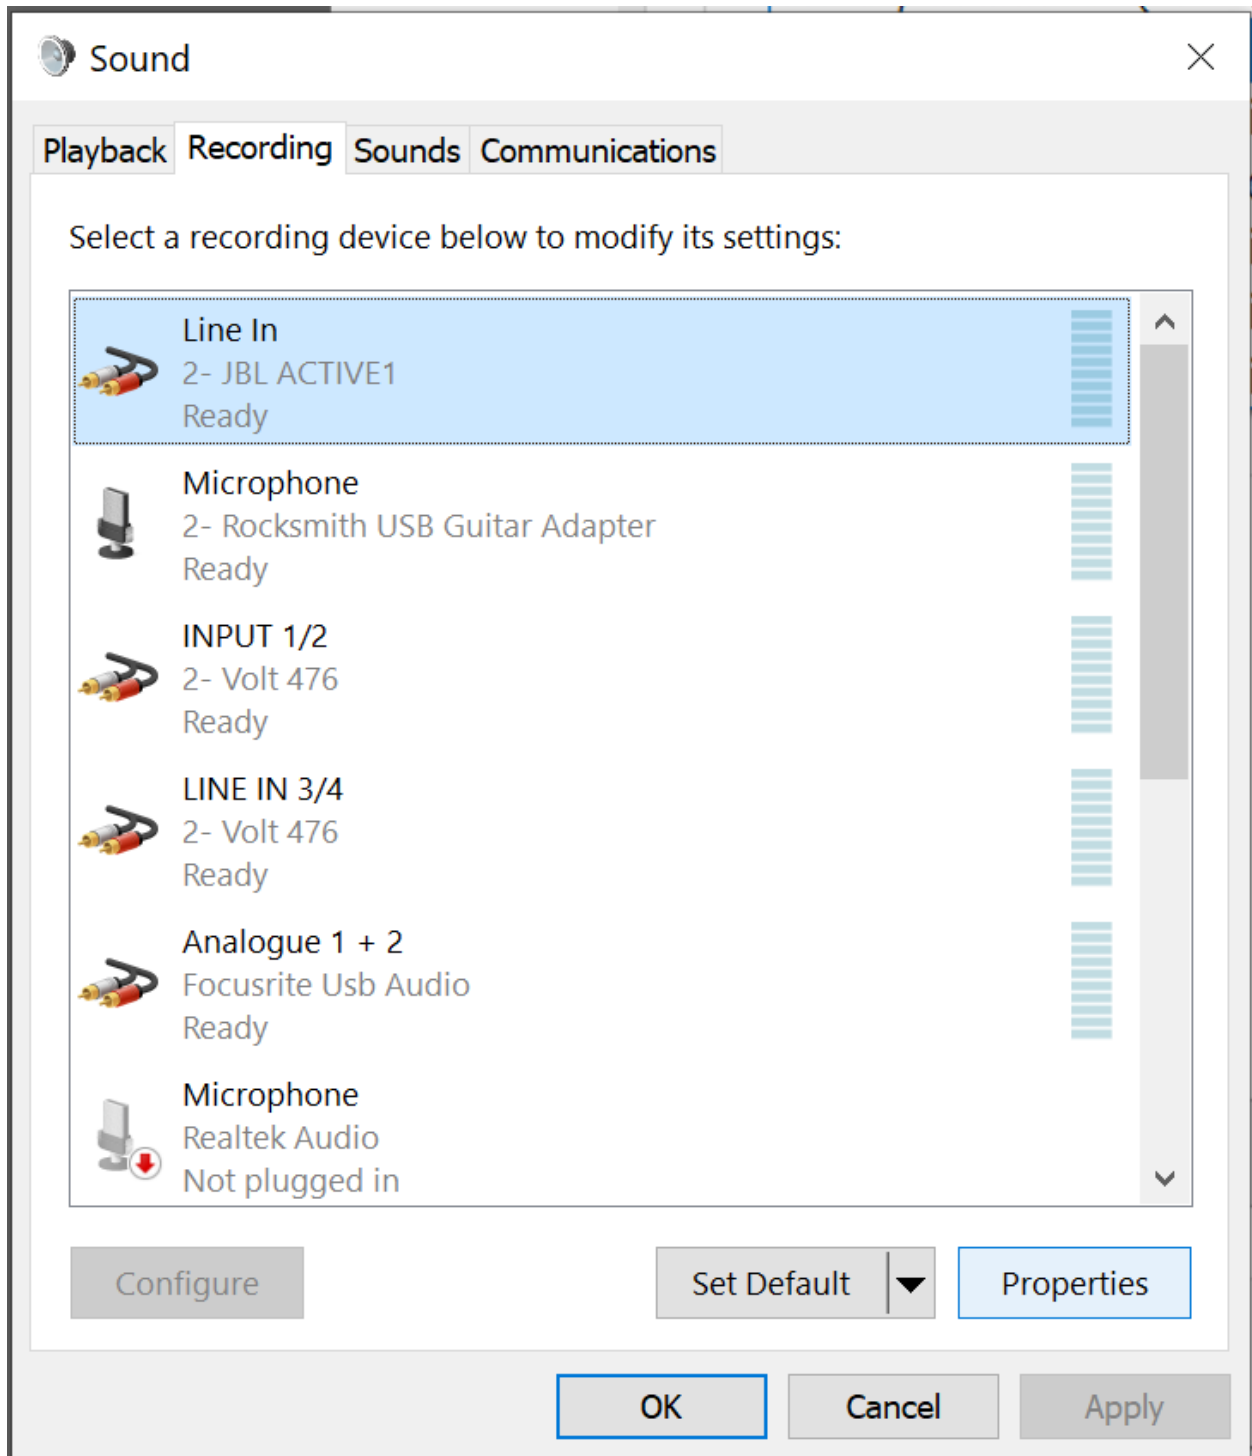 Sound
Playback Recording Sounds Communications
Select a recording device below to modify its settings:
Line In
2- JBL ACTIVE1
Ready
Microphone
2- Rocksmith USB Guitar Adapter
Ready
INPUT 1/2
2- Volt 476
Ready
LINE IN 3/4
2- Volt 476
Ready
Analogue 1 + 2
Focusrite Usb Audio
Ready
Microphone
Realtek Audio
Not plugged in
Configure Set Default Properties
OK Cancel Apply